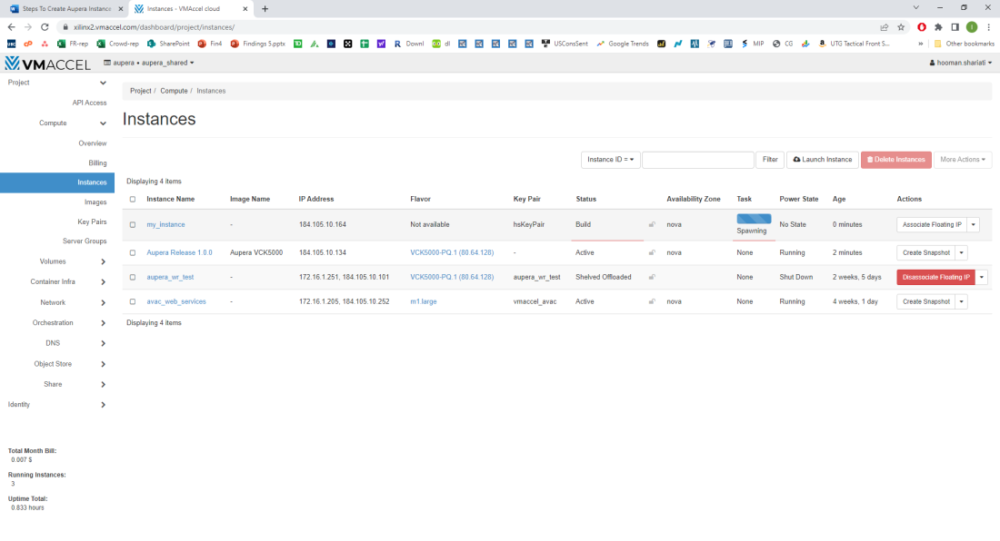 Steps To Create Aupera Instance
Instances - VMAccel cloud
xilinx2.vmaccel.com/dashboard/project/instances/
FR-rep
Crowd-rep
SharePoint
Fin4
Findings 5.pptx
Downl
dl
USConsSent
Google Trends
MIP
CG
UTG Tactical Front S...
»
Other bookmarks
VMACCEL
aupera • aupera_shared
hooman.shariati
Project
API Access
Compute
Overview
Billing
Instances
Images
Key Pairs
Server Groups
Volumes
Container Infra
Network
Orchestration
DNS
Object Store
Share
Identity
Total Month Bill:
0.007 $
Running Instances:
3
Uptime Total:
0.833 hours
Project / Compute / Instances
Instances
Instance ID = Filter Launch Instance Delete Instances More Actions
Displaying 4 items
Instance Name Image Name IP Address Flavor Key Pair Status Availability Zone Task Power State Age Actions
my_instance - 184.105.10.164 Not available hsKeyPair Build nova Spawning No State 0 minutes Associate Floating IP
Aupera Release 1.0.0 Aupera VCK5000 184.105.10.134 VCK5000-PQ.1 (80.64.128) - Active nova None Running 2 minutes Create Snapshot
aupera_wr_test - 172.16.1.251, 184.105.10.101 VCK5000-PQ.1 (80.64.128) aupera_wr_test Shelved Offloaded nova None Shut Down 2 weeks, 5 days Disassociate Floating IP
avac_web_services - 172.16.1.205, 184.105.10.252 m1.large vmaccel_avac Active nova None Running 4 weeks, 1 day Create Snapshot
Displaying 4 items